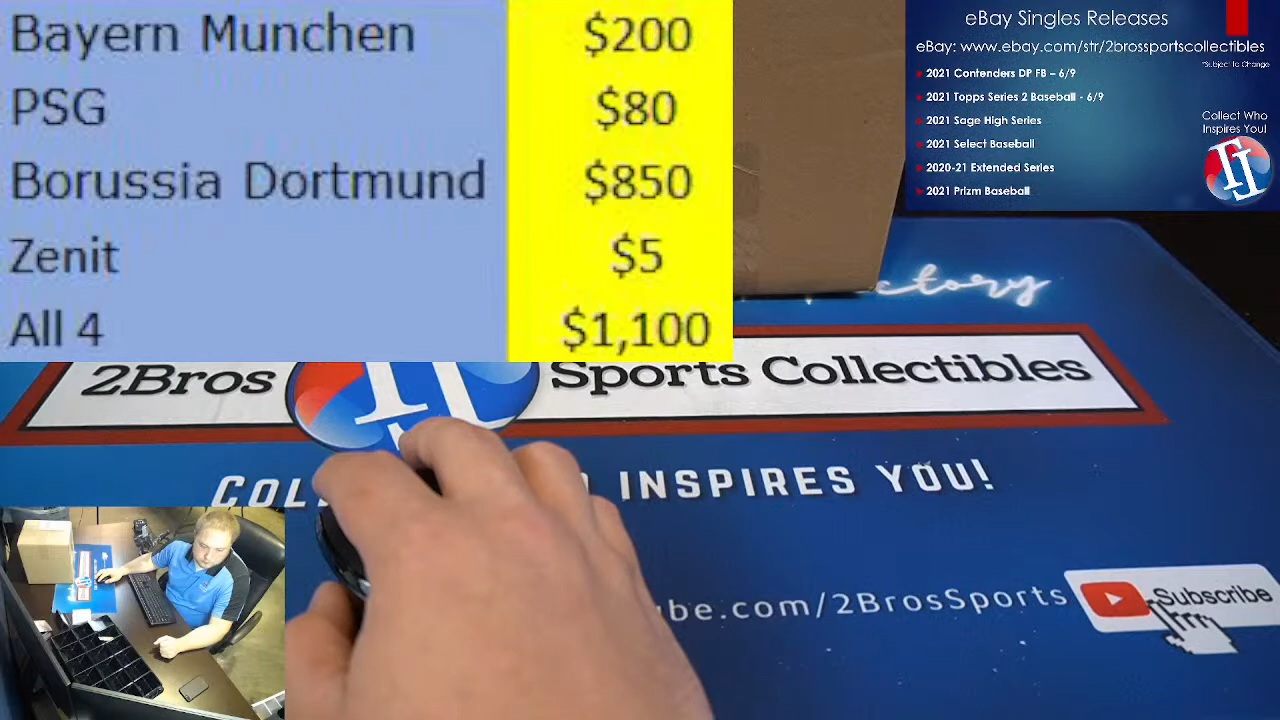 Bayern Munchen $200
PSG $80
Borussia Dortmund $850
Zenit $5
All 4 $1,100
eBay Singles Releases
eBay: www.ebay.com/str/2brossportscollectibles
*Subject to Change
2021 Contenders DP FB – 6/9
2021 Topps Series 2 Baseball - 6/9
2021 Sage High Series
2021 Select Baseball
2020-21 Extended Series
2021 Prizm Baseball
Collect Who
Inspires You!
2Bros Sports Collectibles
INSPIRES YOU!
be.com/2BrosSports
Subscribe